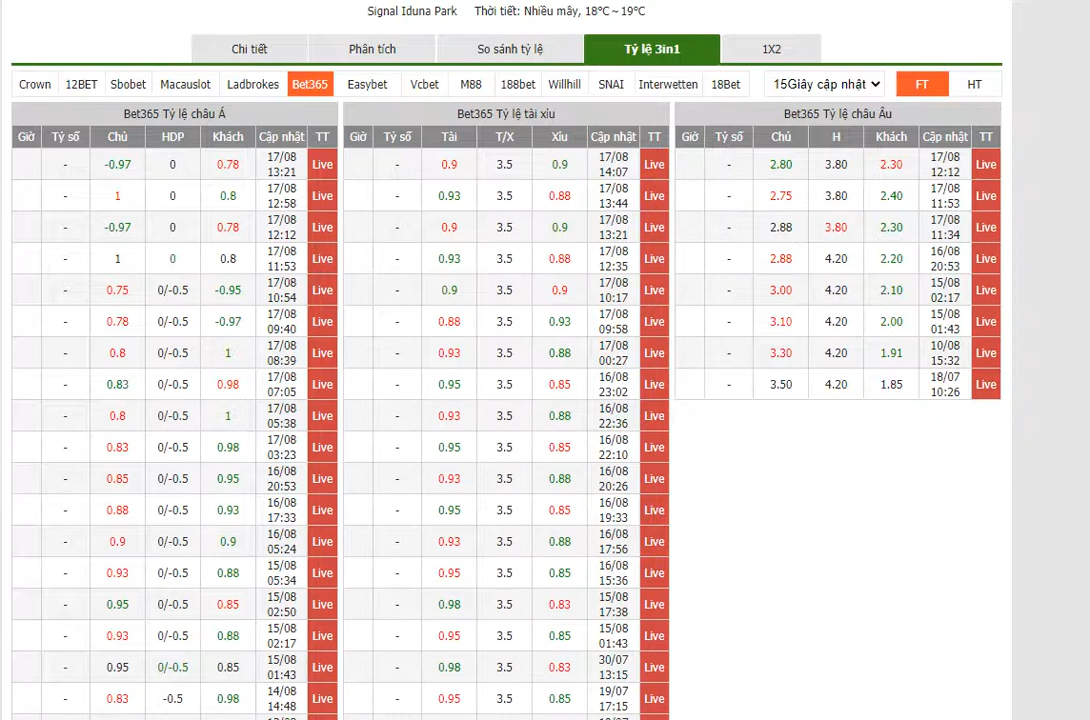 Signal Iduna Park Thời tiết: Nhiều mây, 18℃～19℃
Chi tiết Phân tích So sánh tỷ lệ Tỷ lệ 3in1 1X2
Crown 12BET Sbobet Macauslot Ladbrokes Bet365 Easybet Vcbet M88 188bet Willhill SNAI Interwetten 18Bet 15Giây cập nhật FT HT
Bet365 Tỷ lệ châu Á
Giờ Tỷ số Chủ HDP Khách Cập nhật TT
- -0.97 0 0.78 17/08 13:21 Live
- 1 0 0.8 17/08 12:58 Live
- -0.97 0 0.78 17/08 12:12 Live
- 1 0 0.8 17/08 11:53 Live
- 0.75 0/-0.5 -0.95 17/08 10:54 Live
- 0.78 0/-0.5 -0.97 17/08 09:40 Live
- 0.8 0/-0.5 1 17/08 08:39 Live
- 0.83 0/-0.5 0.98 17/08 07:05 Live
- 0.8 0/-0.5 1 17/08 05:38 Live
- 0.83 0/-0.5 0.98 17/08 03:23 Live
- 0.85 0/-0.5 0.95 16/08 20:53 Live
- 0.88 0/-0.5 0.93 16/08 17:33 Live
- 0.9 0/-0.5 0.9 16/08 05:24 Live
- 0.93 0/-0.5 0.88 15/08 05:34 Live
- 0.95 0/-0.5 0.85 15/08 02:50 Live
- 0.93 0/-0.5 0.88 15/08 02:17 Live
- 0.95 0/-0.5 0.85 15/08 01:43 Live
- 0.83 -0.5 0.98 14/08 14:48 Live
Bet365 Tỷ lệ tài xỉu
Giờ Tỷ số Tài T/X Xỉu Cập nhật TT
- 0.9 3.5 0.9 17/08 14:07 Live
- 0.93 3.5 0.88 17/08 13:44 Live
- 0.9 3.5 0.9 17/08 13:21 Live
- 0.93 3.5 0.88 17/08 12:35 Live
- 0.9 3.5 0.9 17/08 10:17 Live
- 0.88 3.5 0.93 17/08 09:58 Live
- 0.93 3.5 0.88 17/08 00:27 Live
- 0.95 3.5 0.85 16/08 23:02 Live
- 0.93 3.5 0.88 16/08 22:36 Live
- 0.95 3.5 0.85 16/08 22:10 Live
- 0.93 3.5 0.88 16/08 20:26 Live
- 0.95 3.5 0.85 16/08 19:33 Live
- 0.93 3.5 0.88 16/08 17:56 Live
- 0.95 3.5 0.85 16/08 15:36 Live
- 0.98 3.5 0.83 15/08 17:38 Live
- 0.95 3.5 0.85 15/08 01:43 Live
- 0.98 3.5 0.83 30/07 13:15 Live
- 0.95 3.5 0.85 19/07 17:15 Live
Bet365 Tỷ lệ châu Âu
Giờ Tỷ số Chủ H Khách Cập nhật TT
- 2.80 3.80 2.30 17/08 12:12 Live
- 2.75 3.80 2.40 17/08 11:53 Live
- 2.88 3.80 2.30 17/08 11:34 Live
- 2.88 4.20 2.20 16/08 20:53 Live
- 3.00 4.20 2.10 15/08 02:17 Live
- 3.10 4.20 2.00 15/08 01:43 Live
- 3.30 4.20 1.91 10/08 15:32 Live
- 3.50 4.20 1.85 18/07 10:26 Live